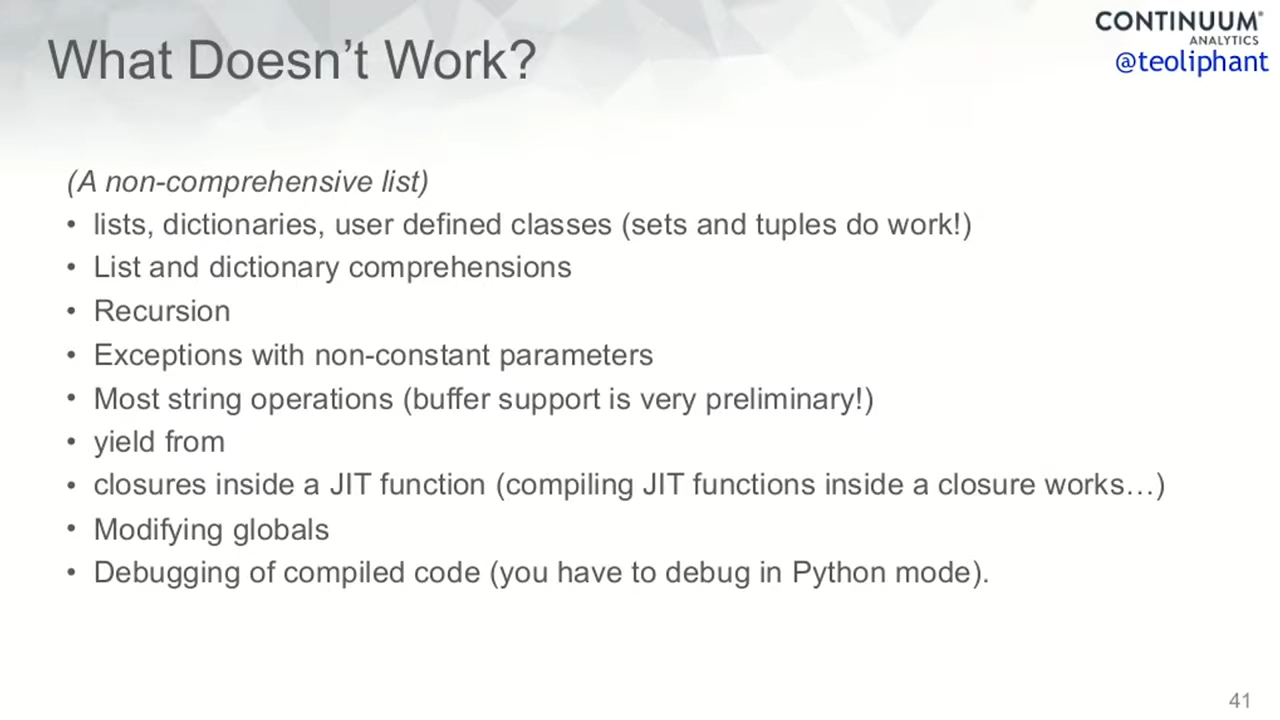 What Doesn't Work?
CONTINUUM®
ANALYTICS
@teoliphant
(A non-comprehensive list)
• lists, dictionaries, user defined classes (sets and tuples do work!)
• List and dictionary comprehensions
• Recursion
• Exceptions with non-constant parameters
• Most string operations (buffer support is very preliminary!)
• yield from
• closures inside a JIT function (compiling JIT functions inside a closure works…)
• Modifying globals
• Debugging of compiled code (you have to debug in Python mode).
41